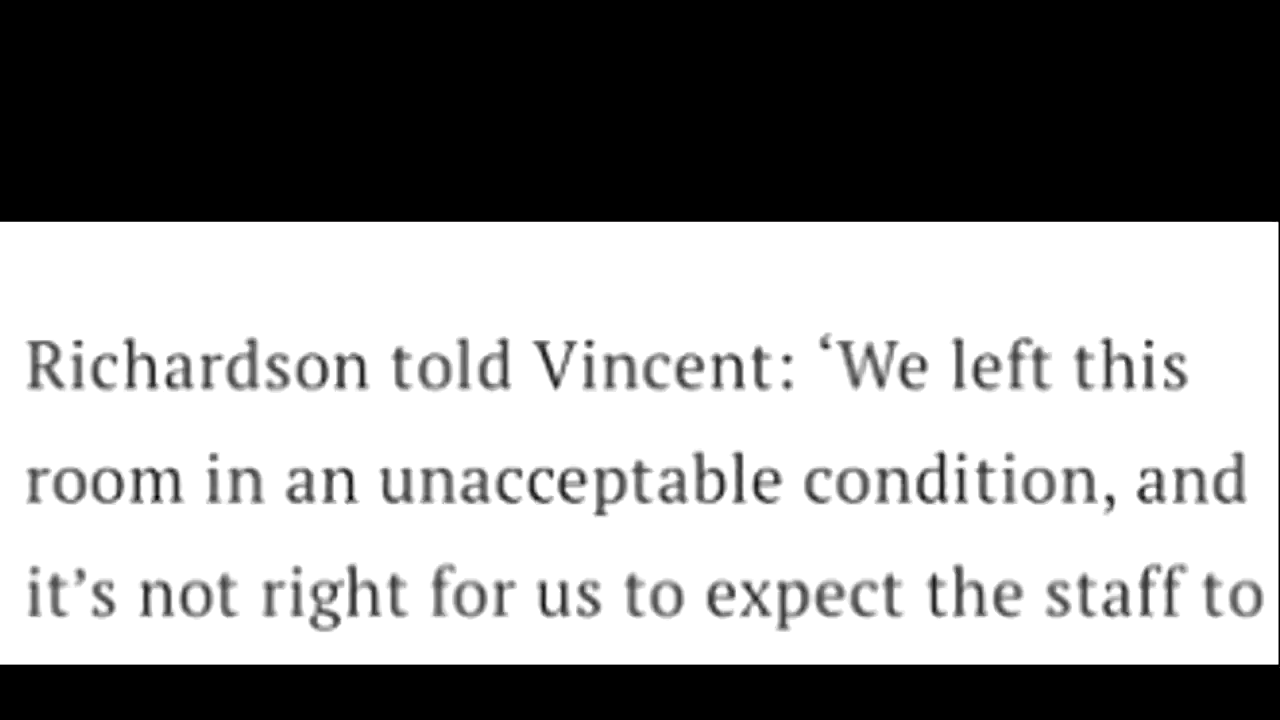 Richardson told Vincent: ‘We left this
room in an unacceptable condition, and
it’s not right for us to expect the staff to